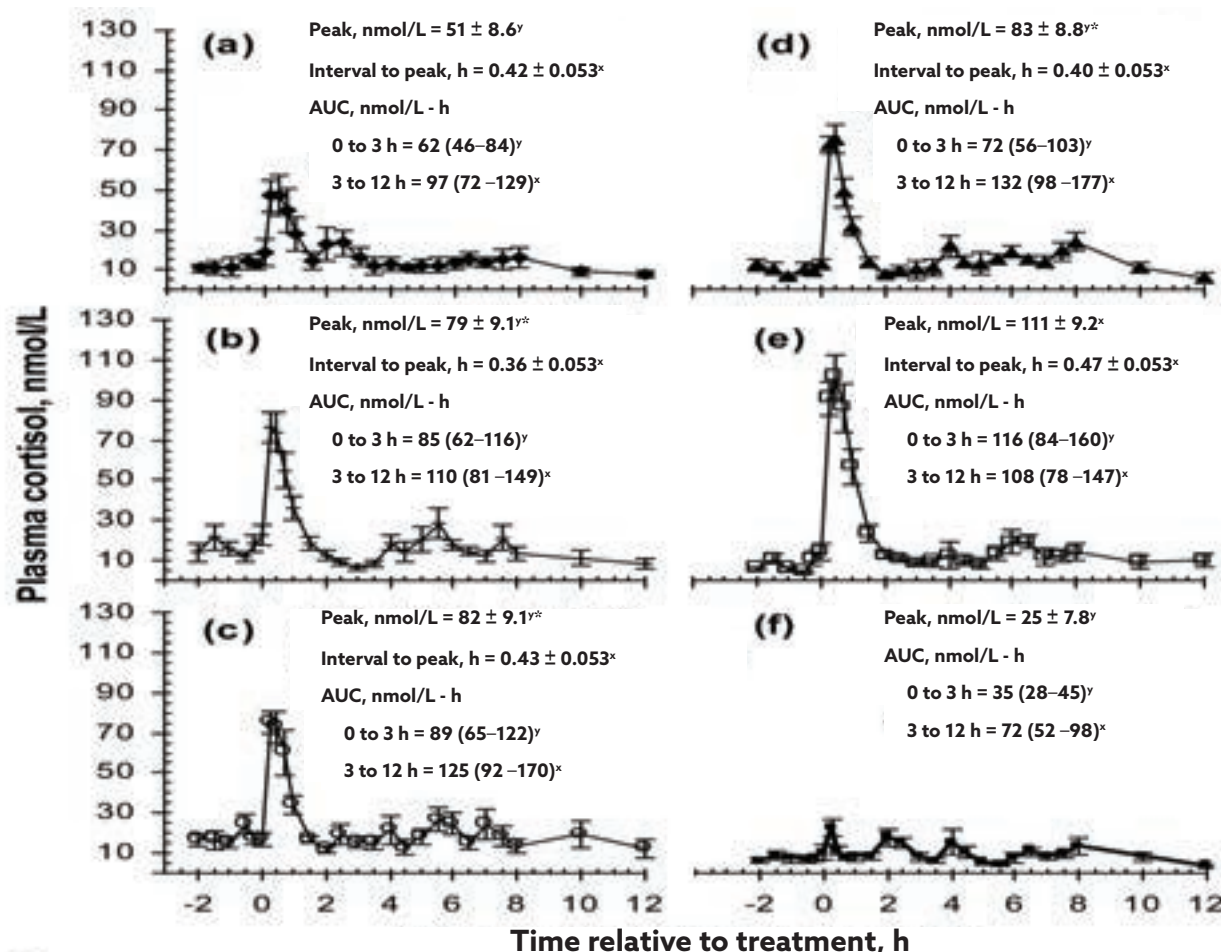 (a)
Peak, nmol/L = 51 ± 8.6ʸ
Interval to peak, h = 0.42 ± 0.053ˣ
AUC, nmol/L - h
0 to 3 h = 62 (46–84)ʸ
3 to 12 h = 97 (72 –129)ˣ
130
110
90
70
50
30
10
(d)
Peak, nmol/L = 83 ± 8.8ʸ*
Interval to peak, h = 0.40 ± 0.053ˣ
AUC, nmol/L - h
0 to 3 h = 72 (56–103)ʸ
3 to 12 h = 132 (98 –177)ˣ
Plasma cortisol, nmol/L
(b)
Peak, nmol/L = 79 ± 9.1ʸ*
Interval to peak, h = 0.36 ± 0.053ˣ
AUC, nmol/L - h
0 to 3 h = 85 (62–116)ʸ
3 to 12 h = 110 (81 –149)ˣ
130
110
90
70
50
30
10
(e)
Peak, nmol/L = 111 ± 9.2ˣ
Interval to peak, h = 0.47 ± 0.053ˣ
AUC, nmol/L - h
0 to 3 h = 116 (84–160)ʸ
3 to 12 h = 108 (78 –147)ˣ
(c)
Peak, nmol/L = 82 ± 9.1ʸ*
Interval to peak, h = 0.43 ± 0.053ˣ
AUC, nmol/L - h
0 to 3 h = 89 (65–122)ʸ
3 to 12 h = 125 (92 –170)ˣ
130
110
90
70
50
30
10
(f)
Peak, nmol/L = 25 ± 7.8ʸ
AUC, nmol/L - h
0 to 3 h = 35 (28–45)ʸ
3 to 12 h = 72 (52 –98)ˣ
-2 0 2 4 6 8 10 12
-2 0 2 4 6 8 10 12
Time relative to treatment, h